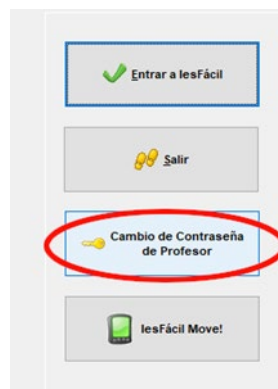 Entrar a IesFácil
Salir
Cambio de Contraseña
de Profesor
IesFácil Move!